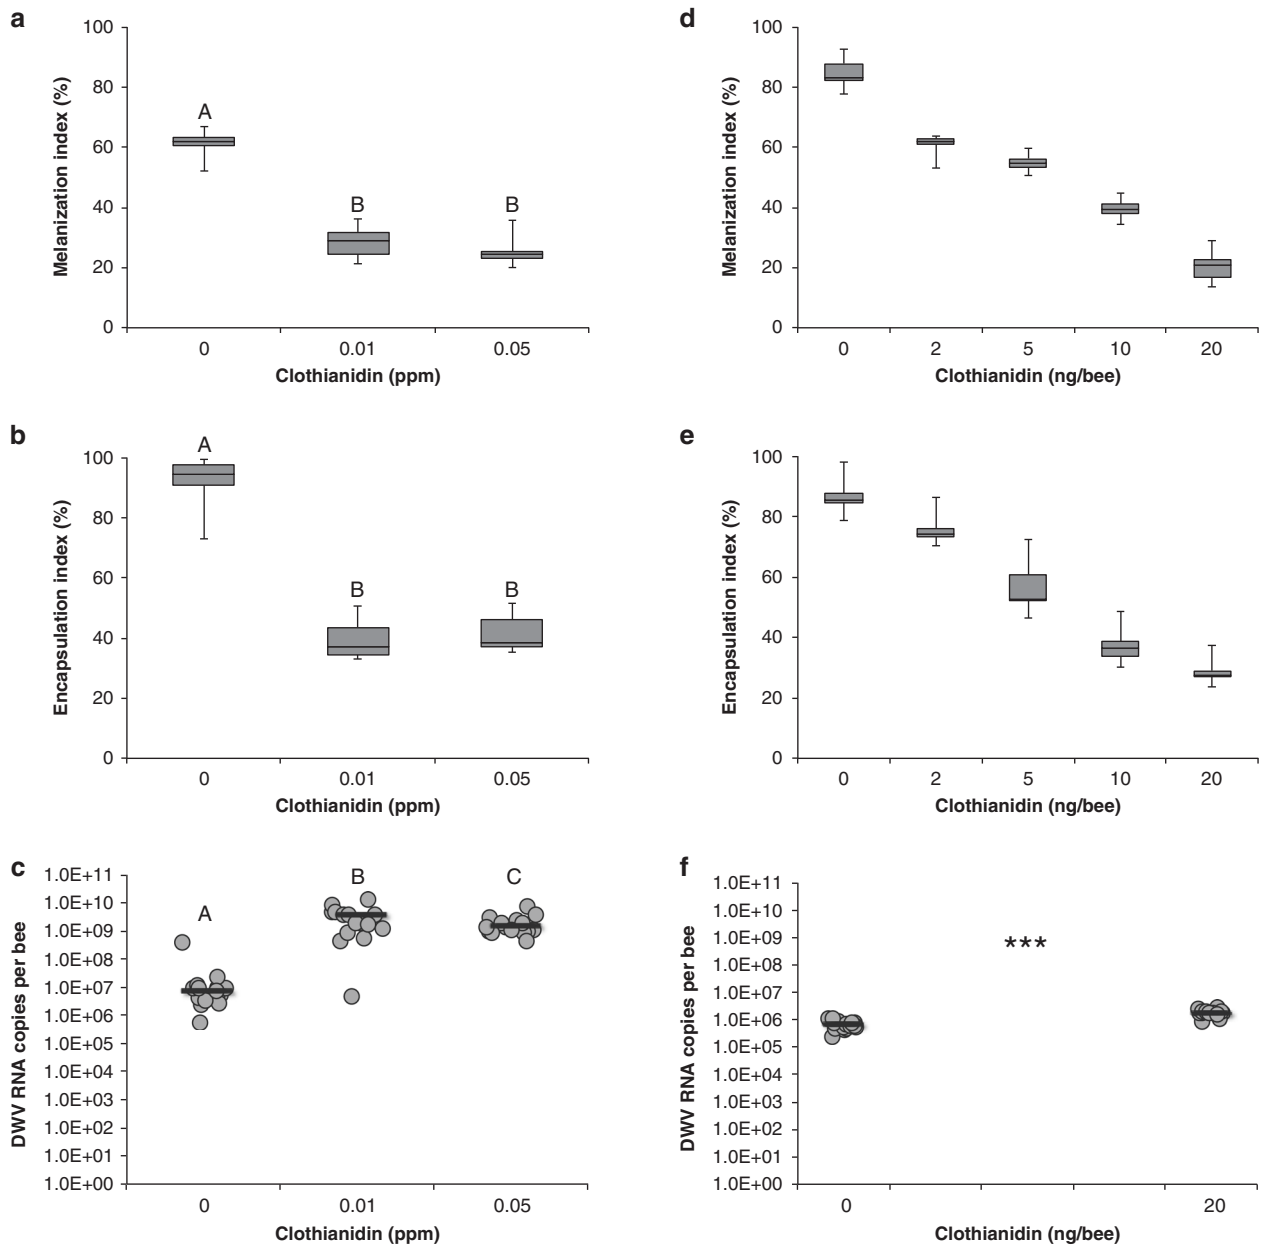 a
100
80
60
40
20
0
Melanization index (%)
A
B
B
0 0.01 0.05
Clothianidin (ppm)
d
100
80
60
40
20
0
Melanization index (%)
0 2 5 10 20
Clothianidin (ng/bee)
b
100
80
60
40
20
0
Encapsulation index (%)
A
B
B
0 0.01 0.05
Clothianidin (ppm)
e
100
80
60
40
20
0
Encapsulation index (%)
0 2 5 10 20
Clothianidin (ng/bee)
c
1.0E+11
1.0E+10
1.0E+09
1.0E+08
1.0E+07
1.0E+06
1.0E+05
1.0E+04
1.0E+03
1.0E+02
1.0E+01
1.0E+00
DWV RNA copies per bee
A
B
C
0 0.01 0.05
Clothianidin (ppm)
f
1.0E+11
1.0E+10
1.0E+09
1.0E+08
1.0E+07
1.0E+06
1.0E+05
1.0E+04
1.0E+03
1.0E+02
1.0E+01
1.0E+00
DWV RNA copies per bee
***
0 20
Clothianidin (ng/bee)